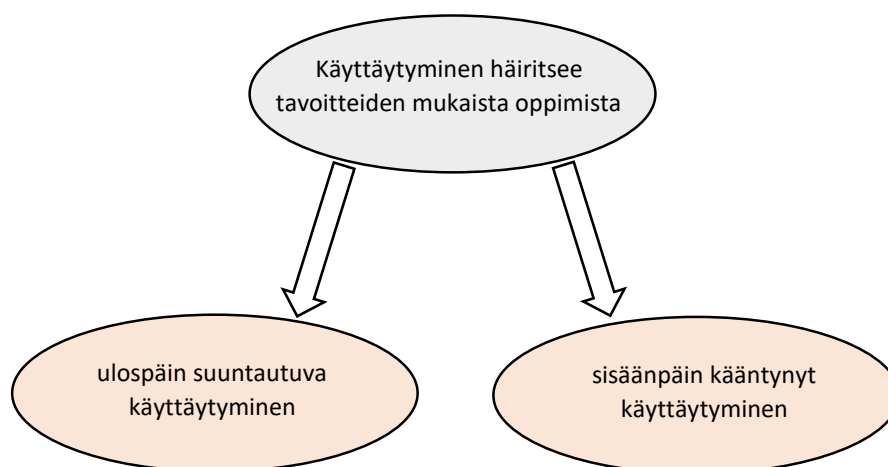 Käyttäytyminen häiritsee
tavoitteiden mukaista oppimista
ulospäin suuntautuva
käyttäytyminen
sisäänpäin kääntynyt
käyttäytyminen